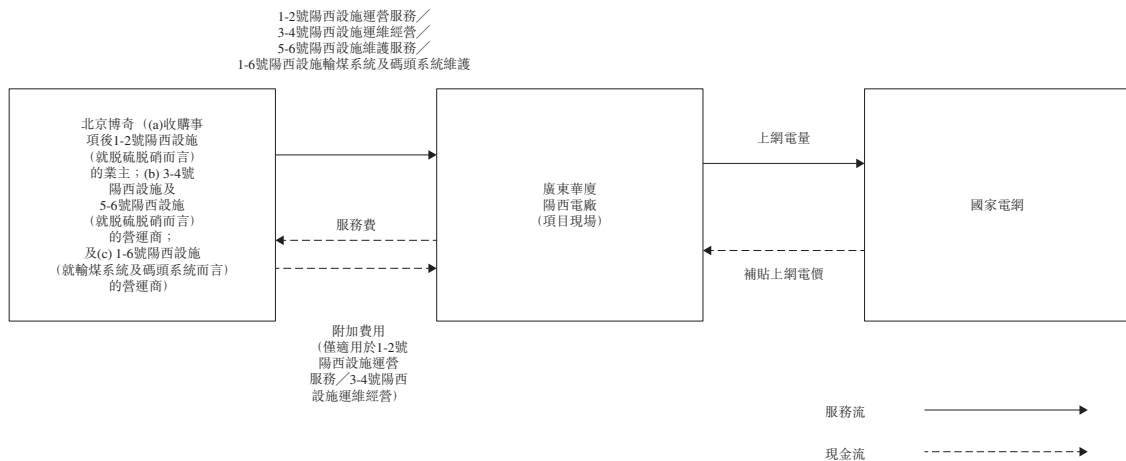 1-2號陽西設施運營服務／
3-4號陽西設施運維經營／
5-6號陽西設施維護服務／
1-6號陽西設施輸煤系統及碼頭系統維護
北京博奇（(a)收購事
項後1-2號陽西設施
(就脱硫脱硝而言)
的業主；(b) 3-4號
陽西設施及
5-6號陽西設施
(就脱硫脱硝而言)
的營運商；
及(c) 1-6號陽西設施
(就輸煤系統及碼頭系統而言)
的營運商）
服務費
附加費用
（僅適用於1-2號
陽西設施運營
服務／3-4號陽西
設施運維經營）
廣東華廈
陽西電廠
(項目現場)
上網電量
補貼上網電價
國家電網
服務流
現金流